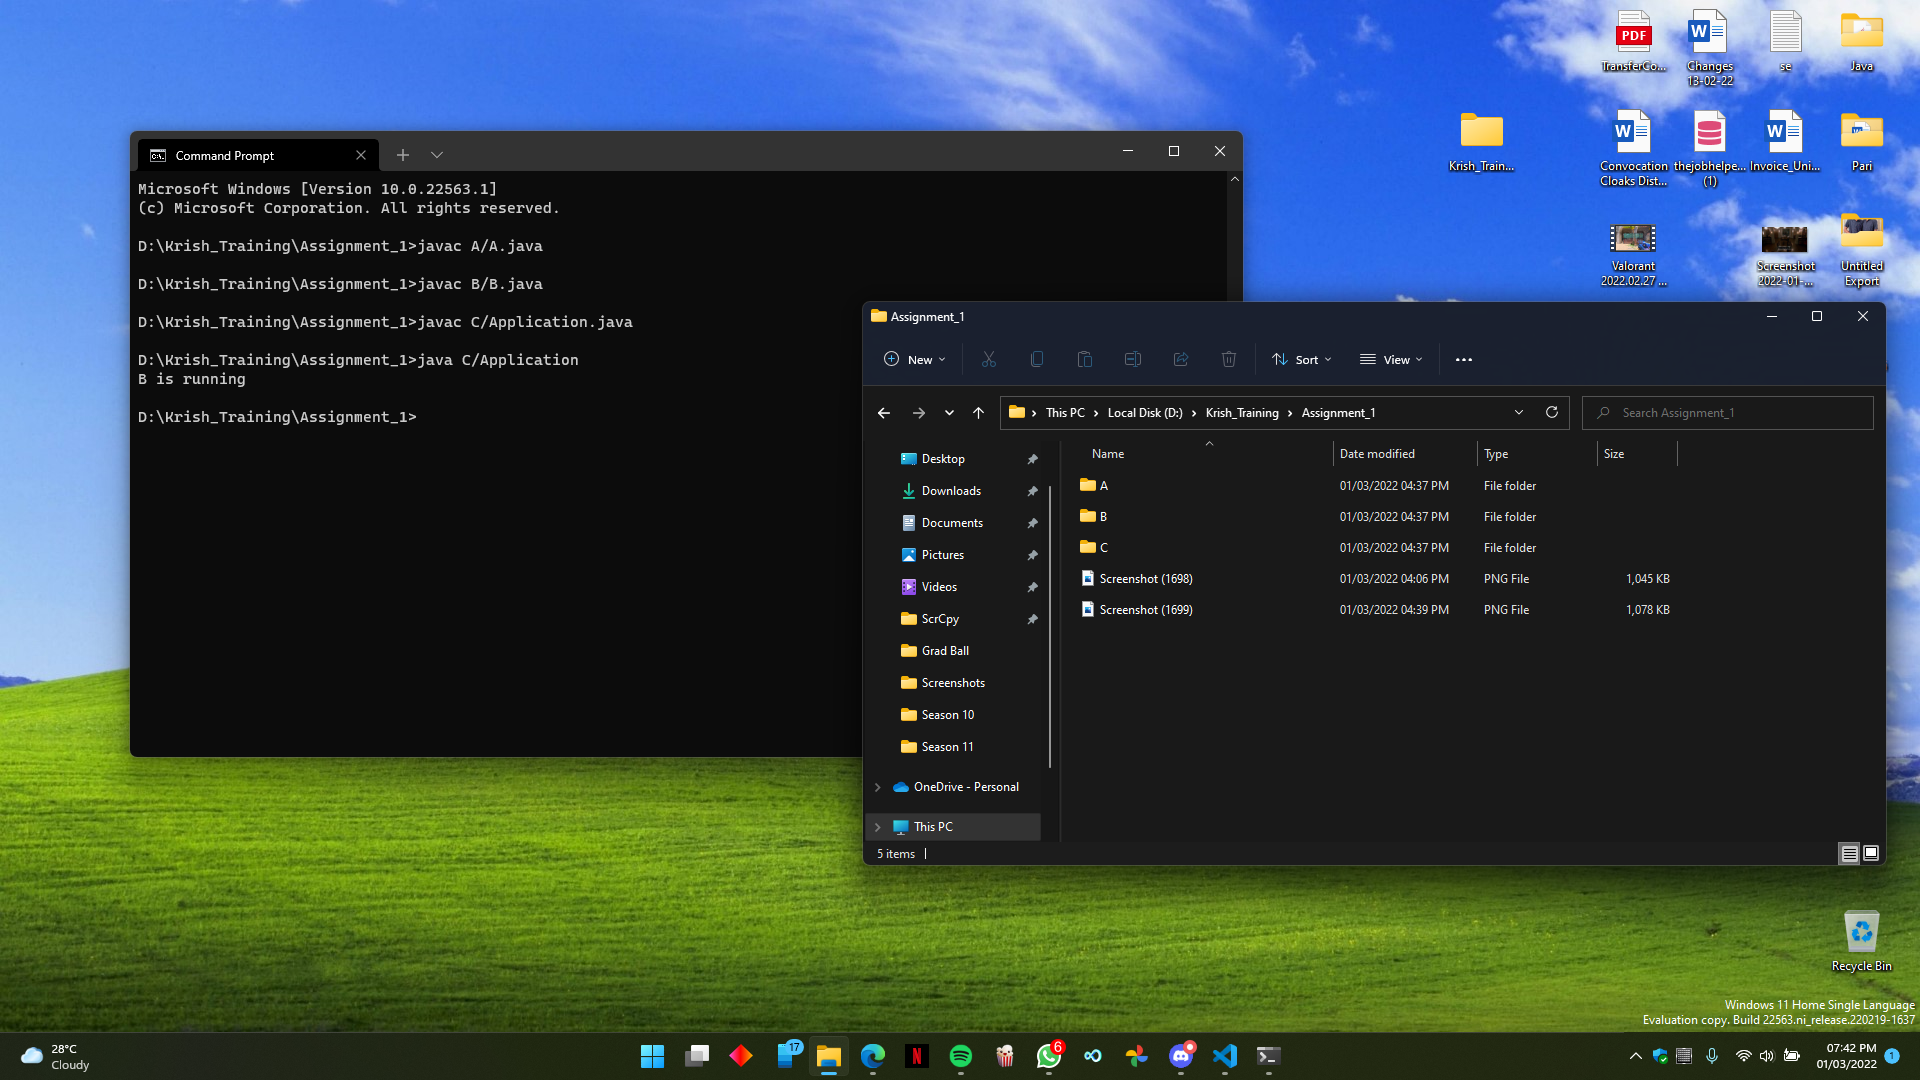 Command Prompt
Microsoft Windows [Version 10.0.22563.1]
(c) Microsoft Corporation. All rights reserved.
D:\Krish_Training\Assignment_1>javac A/A.java
D:\Krish_Training\Assignment_1>javac B/B.java
D:\Krish_Training\Assignment_1>javac C/Application.java
D:\Krish_Training\Assignment_1>java C/Application
B is running
D:\Krish_Training\Assignment_1>
PDF
TransferCo...
Changes
13-02-22
se
Java
Krish_Train...
Convocation
Cloaks Dist...
thejobhelpe...
(1)
Invoice_Uni...
Pari
Valorant
2022.02.27 ...
Screenshot
2022-01-...
Untitled
Export
Assignment_1
New
Sort
View
This PC
Local Disk (D:)
Krish_Training
Assignment_1
Search Assignment_1
Name
Date modified
Type
Size
A 01/03/2022 04:37 PM File folder
B 01/03/2022 04:37 PM File folder
C 01/03/2022 04:37 PM File folder
Screenshot (1698) 01/03/2022 04:06 PM PNG File 1,045 KB
Screenshot (1699) 01/03/2022 04:39 PM PNG File 1,078 KB
Desktop
Downloads
Documents
Pictures
Videos
ScrCpy
Grad Ball
Screenshots
Season 10
Season 11
OneDrive - Personal
This PC
5 items
Recycle Bin
Windows 11 Home Single Language
Evaluation copy. Build 22563.ni_release.220219-1637
28°C
Cloudy
17
6
07:42 PM
01/03/2022
1